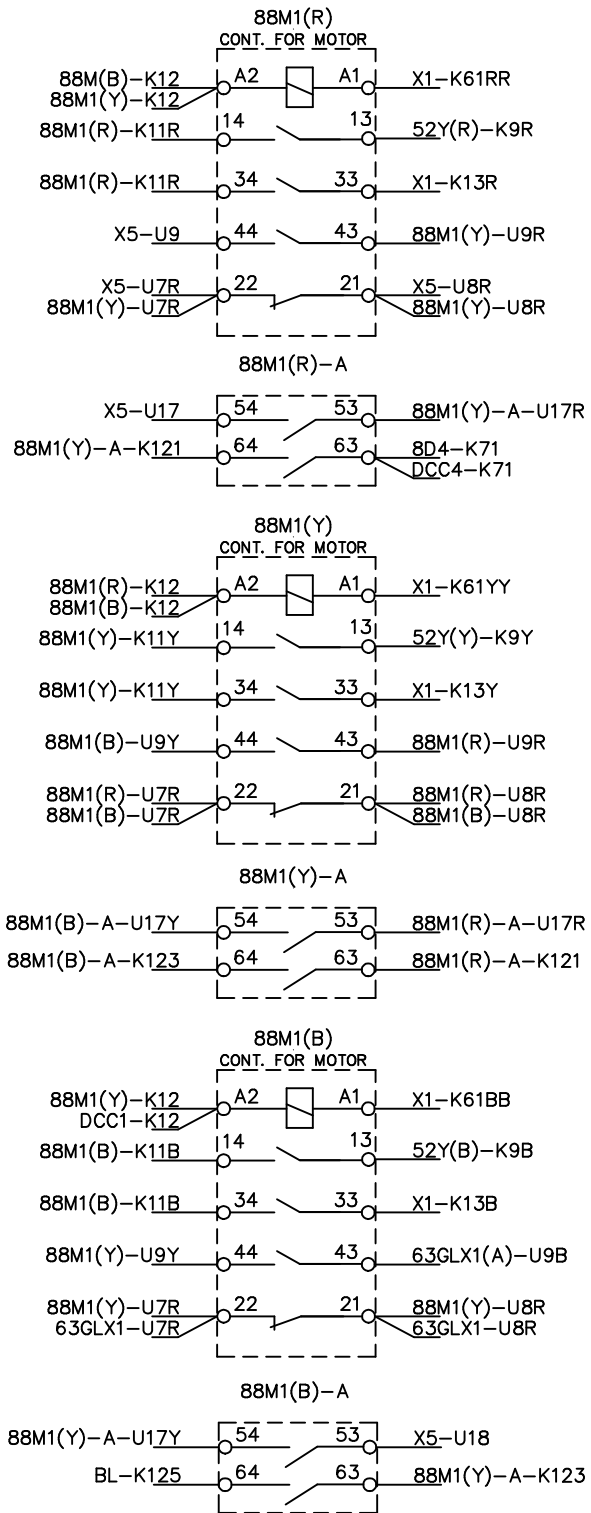 88M1(R)
CONT. FOR MOTOR
88M(B)-K12 A2 A1 X1-K61RR
88M1(Y)-K12
88M1(R)-K11R 14 13 52Y(R)-K9R
88M1(R)-K11R 34 33 X1-K13R
X5-U9 44 43 88M1(Y)-U9R
X5-U7R 22 21 X5-U8R
88M1(Y)-U7R 88M1(Y)-U8R
88M1(R)-A
X5-U17 54 53 88M1(Y)-A-U17R
88M1(Y)-A-K121 64 63 8D4-K71
DCC4-K71
88M1(Y)
CONT. FOR MOTOR
88M1(R)-K12 A2 A1 X1-K61YY
88M1(B)-K12
88M1(Y)-K11Y 14 13 52Y(Y)-K9Y
88M1(Y)-K11Y 34 33 X1-K13Y
88M1(B)-U9Y 44 43 88M1(R)-U9R
88M1(R)-U7R 22 21 88M1(R)-U8R
88M1(B)-U7R 88M1(B)-U8R
88M1(Y)-A
88M1(B)-A-U17Y 54 53 88M1(R)-A-U17R
88M1(B)-A-K123 64 63 88M1(R)-A-K121
88M1(B)
CONT. FOR MOTOR
88M1(Y)-K12 A2 A1 X1-K61BB
DCC1-K12
88M1(B)-K11B 14 13 52Y(B)-K9B
88M1(B)-K11B 34 33 X1-K13B
88M1(Y)-U9Y 44 43 63GLX1(A)-U9B
88M1(Y)-U7R 22 21 88M1(Y)-U8R
63GLX1-U7R 63GLX1-U8R
88M1(B)-A
88M1(Y)-A-U17Y 54 53 X5-U18
BL-K125 64 63 88M1(Y)-A-K123